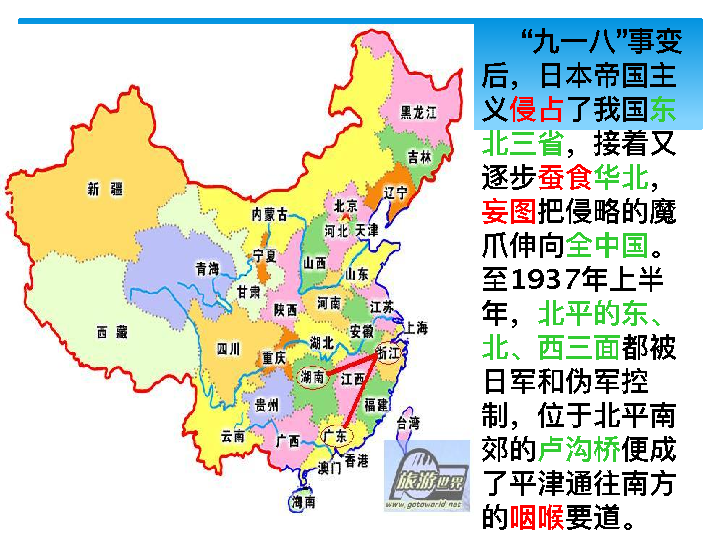 “九一八”事变
后，日本帝国主
义侵占了我国东
北三省，接着又
逐步蚕食华北，
妄图把侵略的魔
爪伸向全中国。
至1937年上半
年，北平的东、
北、西三面都被
日军和伪军控
制，位于北平南
郊的卢沟桥便成
了平津通往南方
的咽喉要道。
黑龙江
吉林
辽宁
新疆
内蒙古
北京
河北
天津
宁夏
山西
山东
青海
甘肃
陕西
河南
江苏
西藏
安徽
上海
四川
湖北
重庆
浙江
湖南
江西
贵州
福建
云南
广西
广东
台湾
澳门
香港
海南
旅游世界
www.gotoworld.net